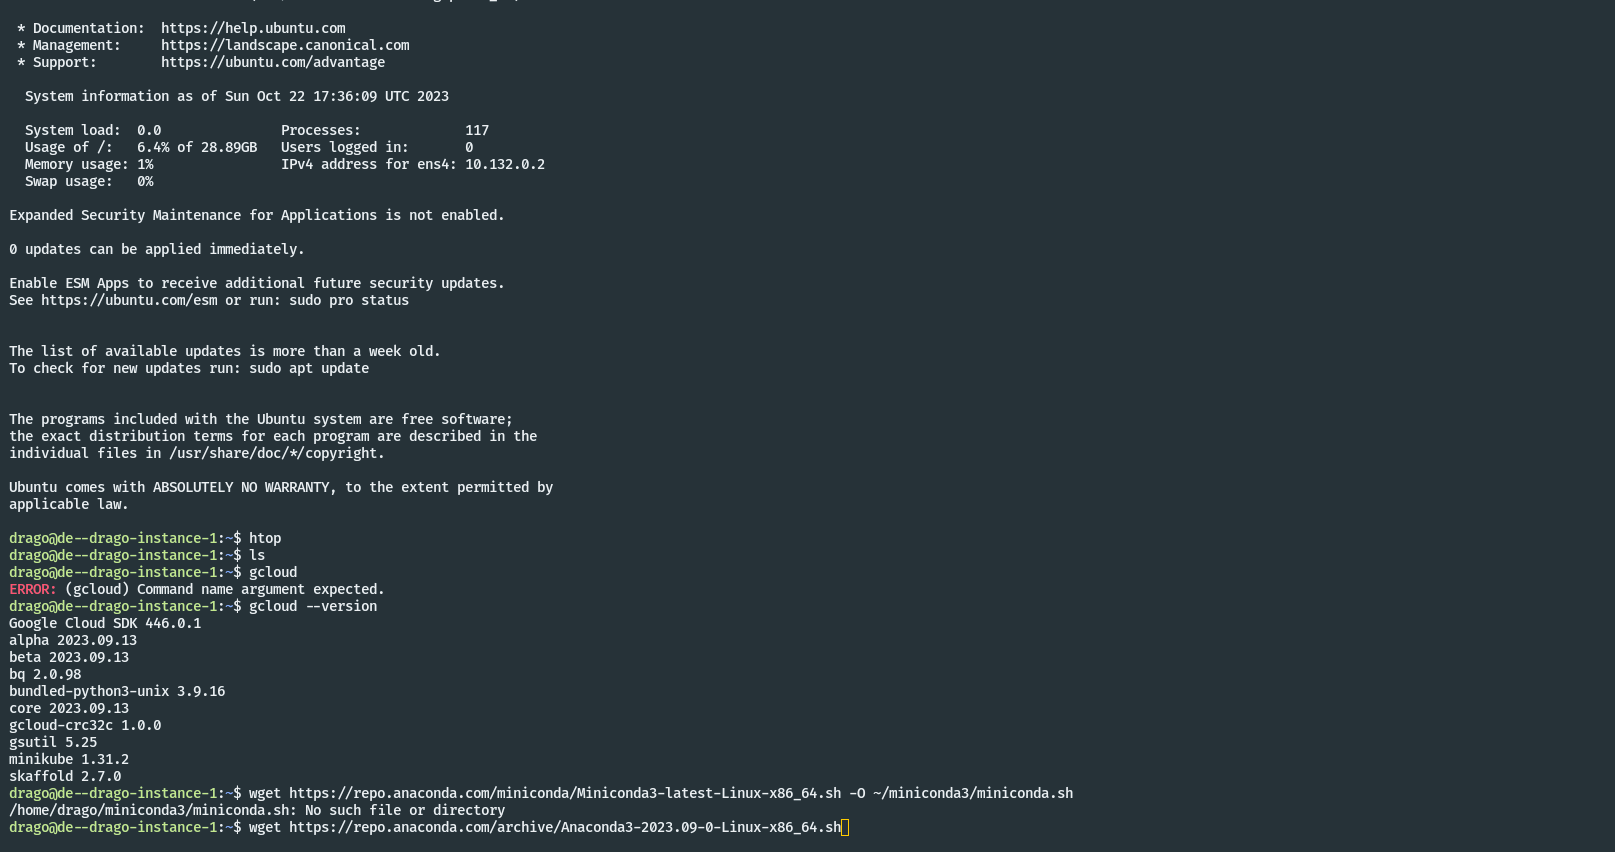 * Documentation:  https://help.ubuntu.com
* Management:     https://landscape.canonical.com
* Support:        https://ubuntu.com/advantage
System information as of Sun Oct 22 17:36:09 UTC 2023
System load:  0.0               Processes:             117
Usage of /:   6.4% of 28.89GB   Users logged in:       0
Memory usage: 1%                IPv4 address for ens4: 10.132.0.2
Swap usage:   0%
Expanded Security Maintenance for Applications is not enabled.
0 updates can be applied immediately.
Enable ESM Apps to receive additional future security updates.
See https://ubuntu.com/esm or run: sudo pro status
The list of available updates is more than a week old.
To check for new updates run: sudo apt update
The programs included with the Ubuntu system are free software;
the exact distribution terms for each program are described in the
individual files in /usr/share/doc/*/copyright.
Ubuntu comes with ABSOLUTELY NO WARRANTY, to the extent permitted by
applicable law.
drago@de--drago-instance-1:~$ htop
drago@de--drago-instance-1:~$ ls
drago@de--drago-instance-1:~$ gcloud
ERROR: (gcloud) Command name argument expected.
drago@de--drago-instance-1:~$ gcloud --version
Google Cloud SDK 446.0.1
alpha 2023.09.13
beta 2023.09.13
bq 2.0.98
bundled-python3-unix 3.9.16
core 2023.09.13
gcloud-crc32c 1.0.0
gsutil 5.25
minikube 1.31.2
skaffold 2.7.0
drago@de--drago-instance-1:~$ wget https://repo.anaconda.com/miniconda/Miniconda3-latest-Linux-x86_64.sh -O ~/miniconda3/miniconda.sh
/home/drago/miniconda3/miniconda.sh: No such file or directory
drago@de--drago-instance-1:~$ wget https://repo.anaconda.com/archive/Anaconda3-2023.09-0-Linux-x86_64.sh